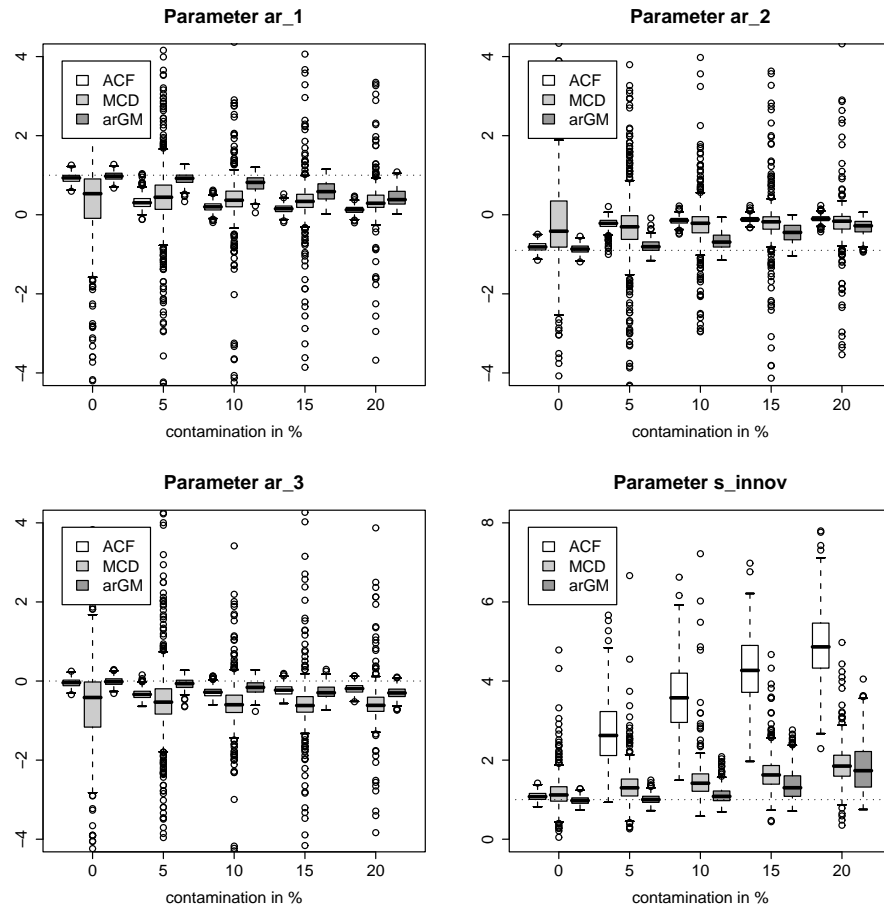 Parameter ar_1
4
2
0
-2
-4
ACF
MCD
arGM
0 5 10 15 20
contamination in %
Parameter ar_2
4
2
0
-2
-4
ACF
MCD
arGM
0 5 10 15 20
contamination in %
Parameter ar_3
4
2
0
-2
-4
ACF
MCD
arGM
0 5 10 15 20
contamination in %
Parameter s_innov
8
6
4
2
0
ACF
MCD
arGM
0 5 10 15 20
contamination in %